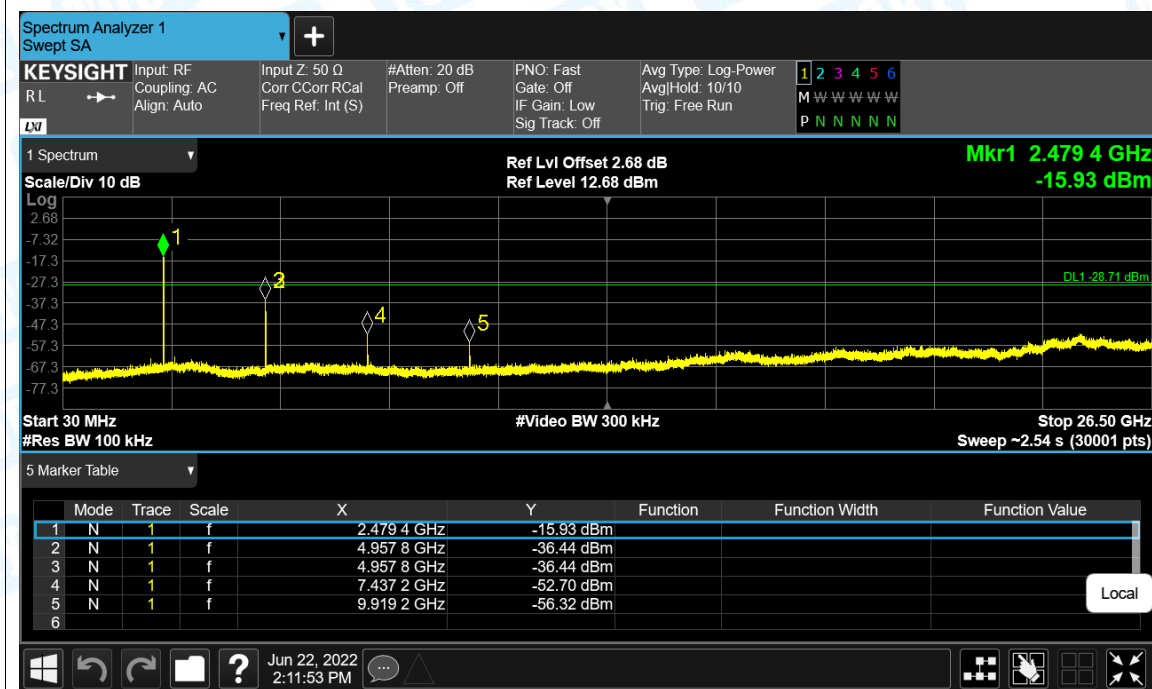 Spectrum Analyzer 1
Swept SA
+
KEYSIGHT
R L
LXI
Input: RF
Coupling: AC
Align: Auto
Input Z: 50 Ω
Corr CCorr RCal
Freq Ref: Int (S)
#Atten: 20 dB
Preamp: Off
PNO: Fast
Gate: Off
IF Gain: Low
Sig Track: Off
Avg Type: Log-Power
Avg|Hold: 10/10
Trig: Free Run
1 2 3 4 5 6
M W W W W W
P N N N N N
1 Spectrum
Scale/Div 10 dB
Ref Lvl Offset 2.68 dB
Ref Level 12.68 dBm
Mkr1 2.479 4 GHz
-15.93 dBm
Log
2.68
-7.32
-17.3
-27.3
-37.3
-47.3
-57.3
-67.3
-77.3
1
3
4
5
DL1 -28.71 dBm
Start 30 MHz
#Video BW 300 kHz
Stop 26.50 GHz
#Res BW 100 kHz
Sweep ~2.54 s (30001 pts)
5 Marker Table
Mode Trace Scale X Y Function Function Width Function Value
1 N 1 f 2.479 4 GHz -15.93 dBm
2 N 1 f 4.957 8 GHz -36.44 dBm
3 N 1 f 4.957 8 GHz -36.44 dBm
4 N 1 f 7.437 2 GHz -52.70 dBm
5 N 1 f 9.919 2 GHz -56.32 dBm
6
Local
?
Jun 22, 2022
2:11:53 PM